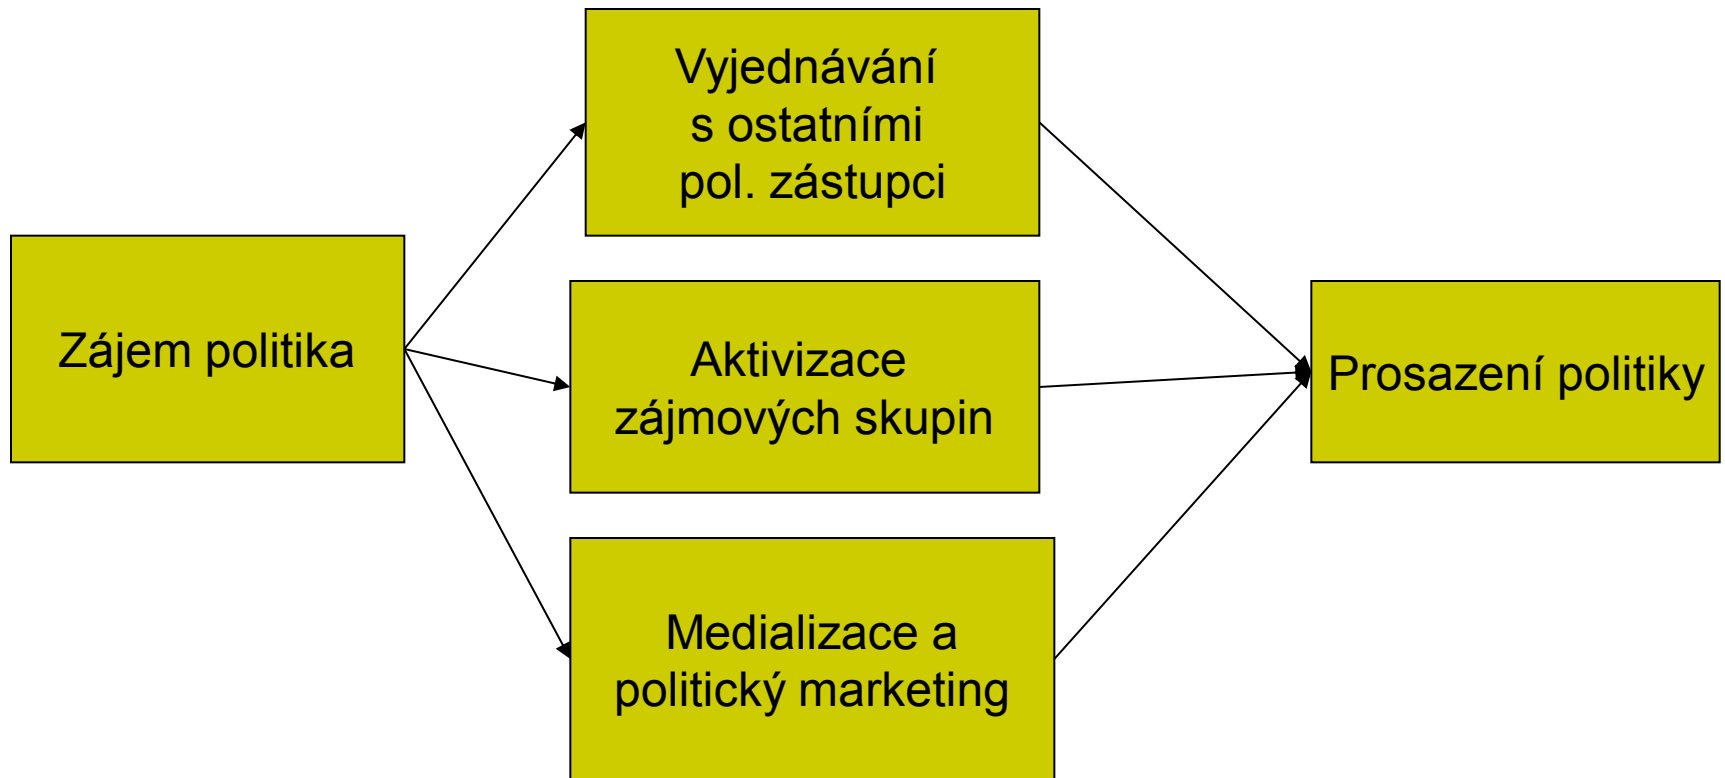 Vyjednávání
s ostatními
pol. zástupci
Zájem politika
Aktivizace
zájmových skupin
Prosazení politiky
Medializace a
politický marketing